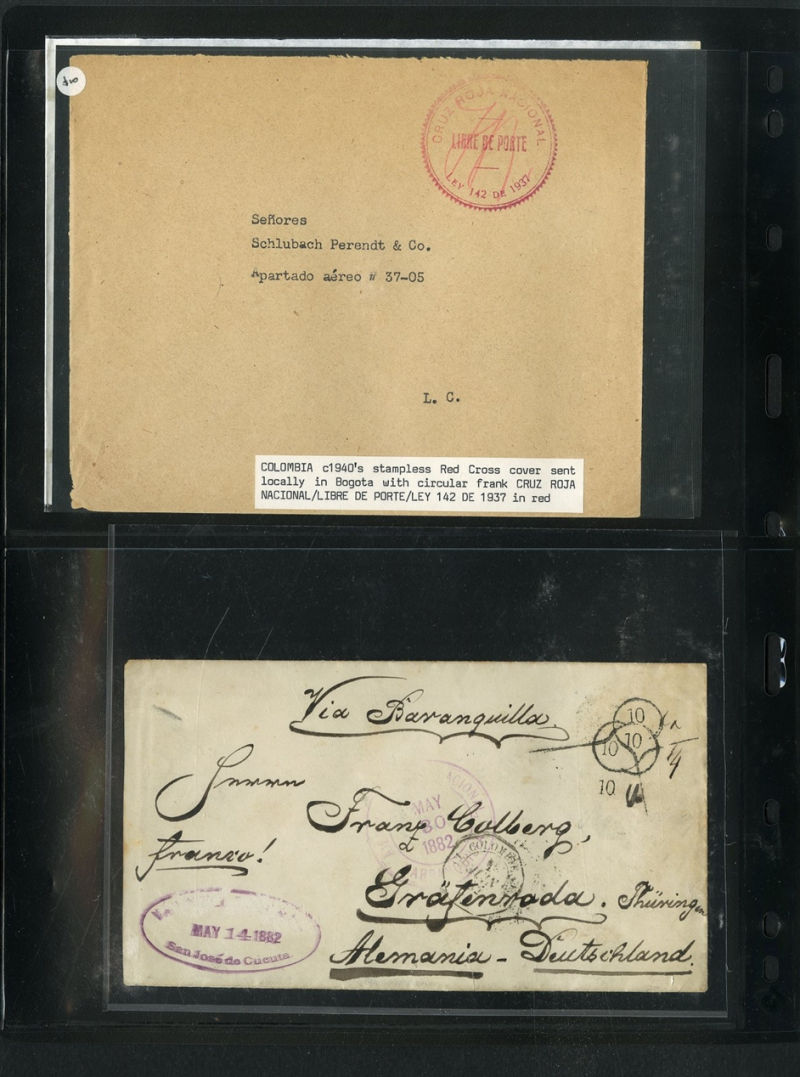 $10
CRUZ ROJA NACIONAL
LIBRE DE PORTE
LEY 142 DE 1937
Señores
Schlubach Perendt & Co.
Apartado aéreo # 37-05
L. C.
COLOMBIA c1940's stampless Red Cross cover sent
locally in Bogota with circular frank CRUZ ROJA
NACIONAL/LIBRE DE PORTE/LEY 142 DE 1937 in red
Via Baranquilla
10
10
10
10
Herrn
Franz Colberg,
franco!
MAY
30
1882
COLOMBIE
Gräfenroda. Thüringen
MAY 14 1882
San José de Cucuta
Alemania - Deutschland.